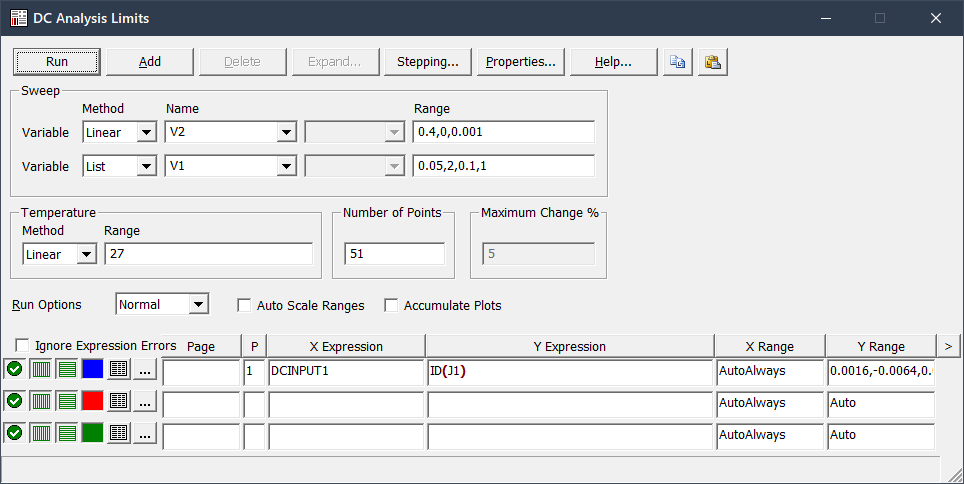 DC Analysis Limits
Run Add Delete Expand... Stepping... Properties... Help...
Sweep
Method Name Range
Variable Linear V2 0.4,0,0.001
Variable List V1 0.05,2,0.1,1
Temperature Number of Points Maximum Change %
Method Range
Linear 27 51 5
Run Options Normal Auto Scale Ranges Accumulate Plots
Ignore Expression Errors Page P X Expression Y Expression X Range Y Range >
... 1 DCINPUT1 ID(J1) AutoAlways 0.0016,-0.0064,0.
... AutoAlways Auto
... AutoAlways Auto